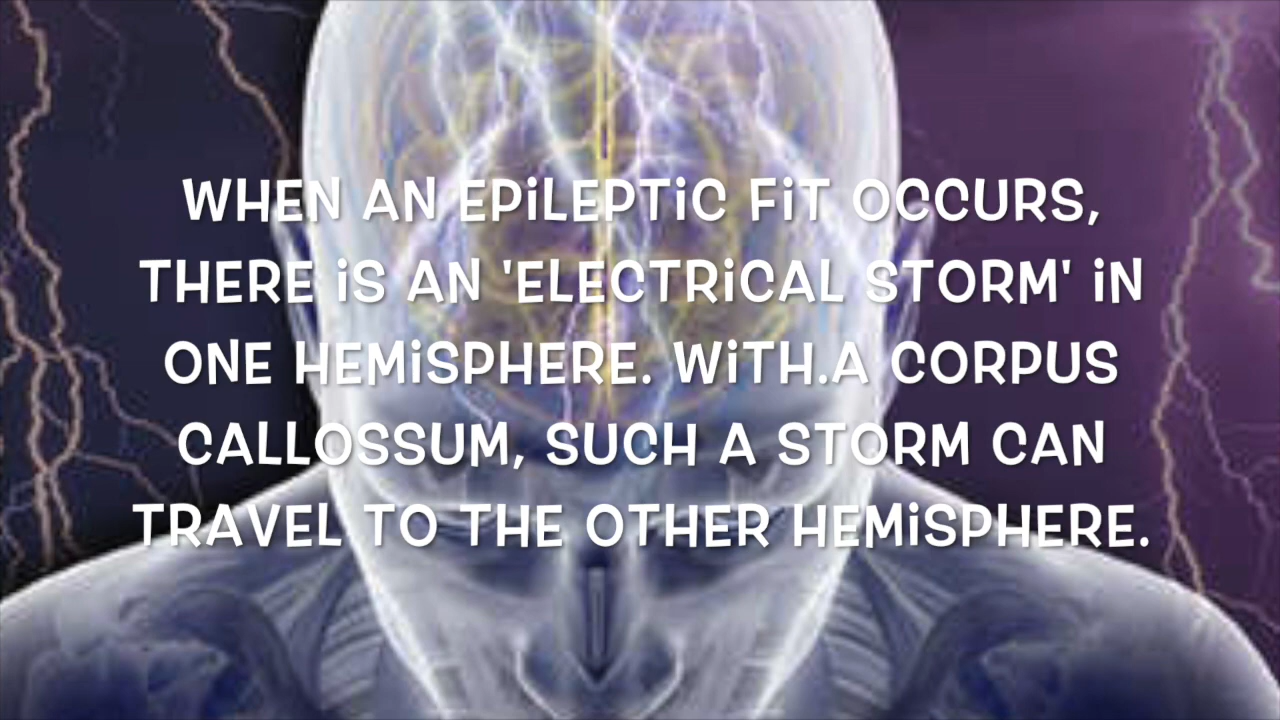 WHEN AN EPiLEPTiC FiT OCCURS,
THERE iS AN 'ELECTRiCAL STORM' iN
ONE HEMiSPHERE. WiTH.A CORPUS
CALLOSSUM, SUCH A STORM CAN
TRAVEL TO THE OTHER HEMiSPHERE.